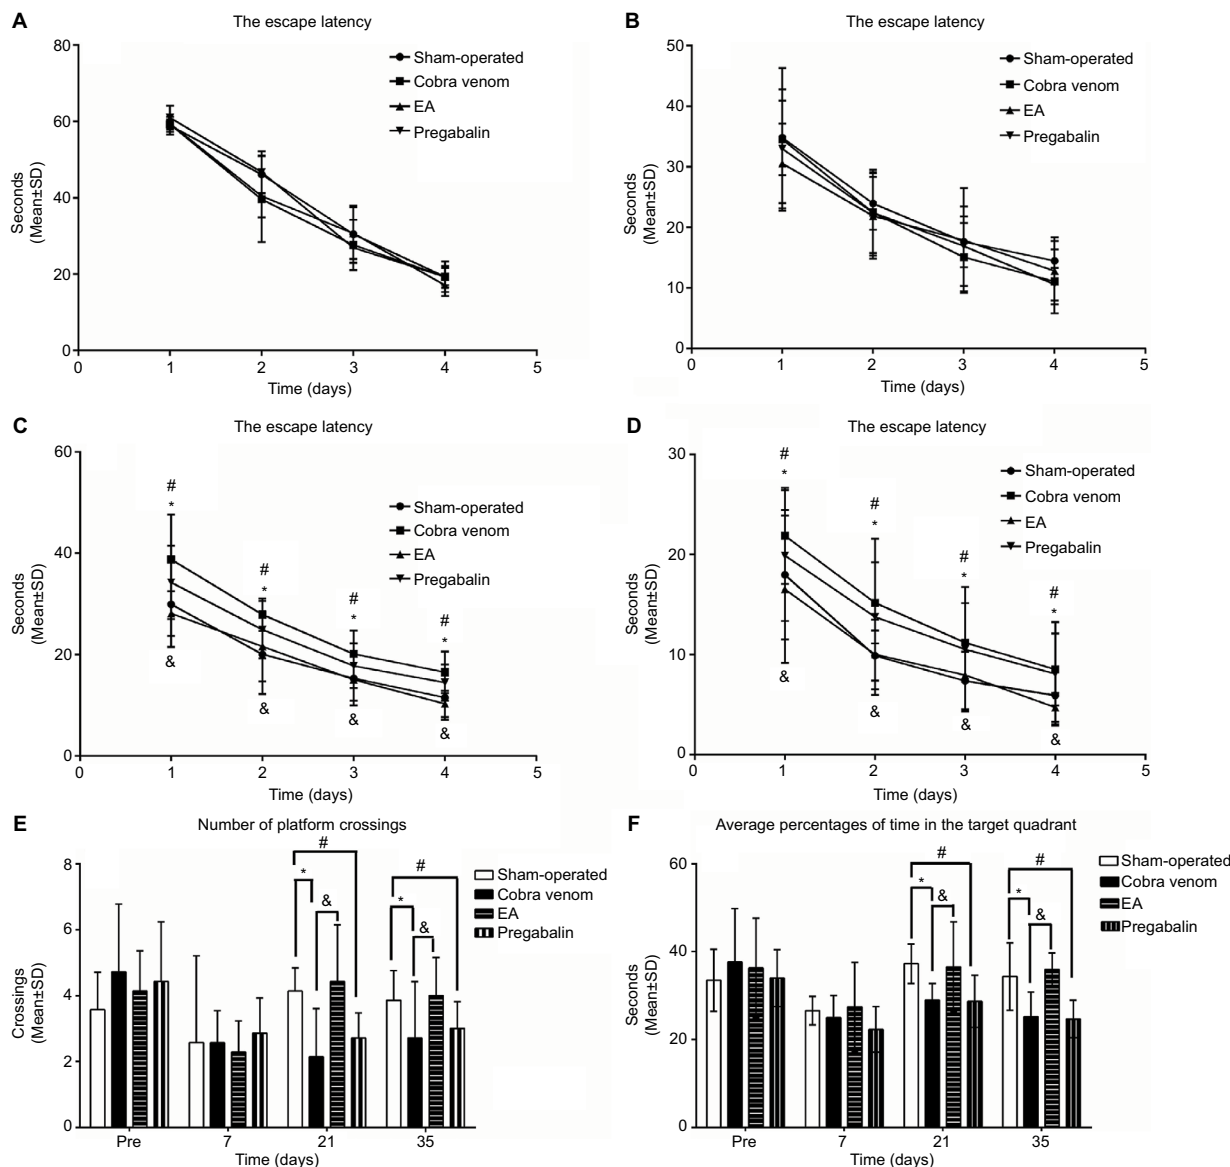 A
The escape latency
80
60
40
20
0
Seconds
(Mean±SD)
Sham-operated
Cobra venom
EA
Pregabalin
0 1 2 3 4 5
Time (days)
B
The escape latency
50
40
30
20
10
0
Seconds
(Mean±SD)
Sham-operated
Cobra venom
EA
Pregabalin
0 1 2 3 4 5
Time (days)
C
The escape latency
60
40
20
0
Seconds
(Mean±SD)
# # # #
* * * *
& & & &
Sham-operated
Cobra venom
EA
Pregabalin
0 1 2 3 4 5
Time (days)
D
The escape latency
30
20
10
0
Seconds
(Mean±SD)
# # # #
* * * *
& & & &
Sham-operated
Cobra venom
EA
Pregabalin
0 1 2 3 4 5
Time (days)
E
Number of platform crossings
8
6
4
2
0
Crossings
(Mean±SD)
# #
* *
& &
Sham-operated
Cobra venom
EA
Pregabalin
Pre 7 21 35
Time (days)
F
Average percentages of time in the target quadrant
60
40
20
0
Seconds
(Mean±SD)
# #
* *
& &
Sham-operated
Cobra venom
EA
Pregabalin
Pre 7 21 35
Time (days)